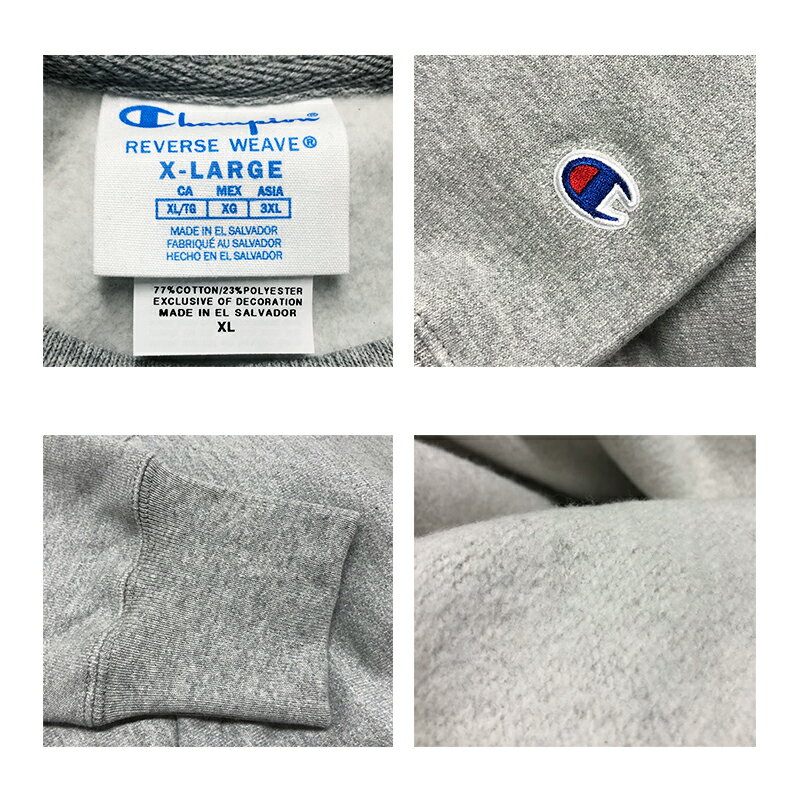 Champion
REVERSE WEAVE®
X-LARGE
CA MEX ASIA
XL/TG XG 3XL
MADE IN EL SALVADOR
FABRIQUÉ AU SALVADOR
HECHO EN EL SALVADOR
77%COTTON/23%POLYESTER
EXCLUSIVE OF DECORATION
MADE IN EL SALVADOR
XL